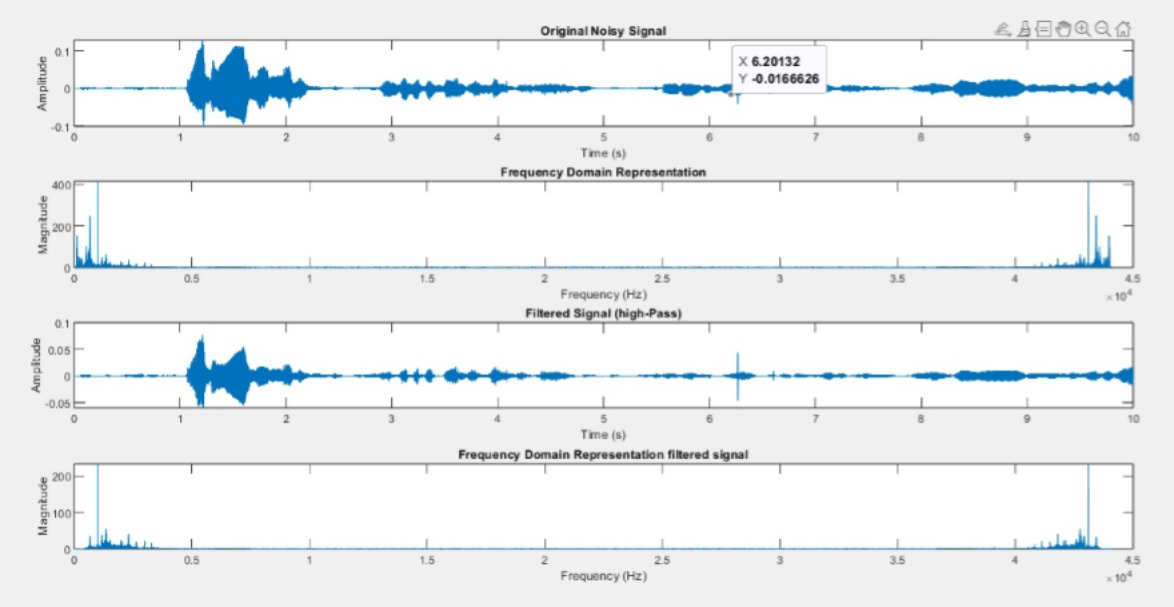 Original Noisy Signal
Amplitude
0.1
0
-0.1
X 6.20132
Y -0.0166626
0 1 2 3 4 5 6 7 8 9 10
Time (s)
Frequency Domain Representation
Magnitude
400
200
0
0 0.5 1 1.5 2 2.5 3 3.5 4 4.5
Frequency (Hz)
×10⁴
Filtered Signal (high-Pass)
Amplitude
0.1
0.05
0
-0.05
0 1 2 3 4 5 6 7 8 9 10
Time (s)
Frequency Domain Representation filtered signal
Magnitude
200
100
0
0 0.5 1 1.5 2 2.5 3 3.5 4 4.5
Frequency (Hz)
×10⁴